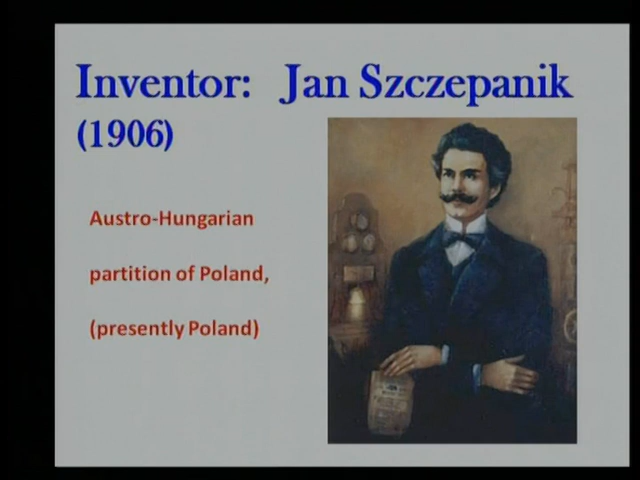 Inventor: Jan Szczepanik
(1906)
Austro-Hungarian
partition of Poland,
(presently Poland)